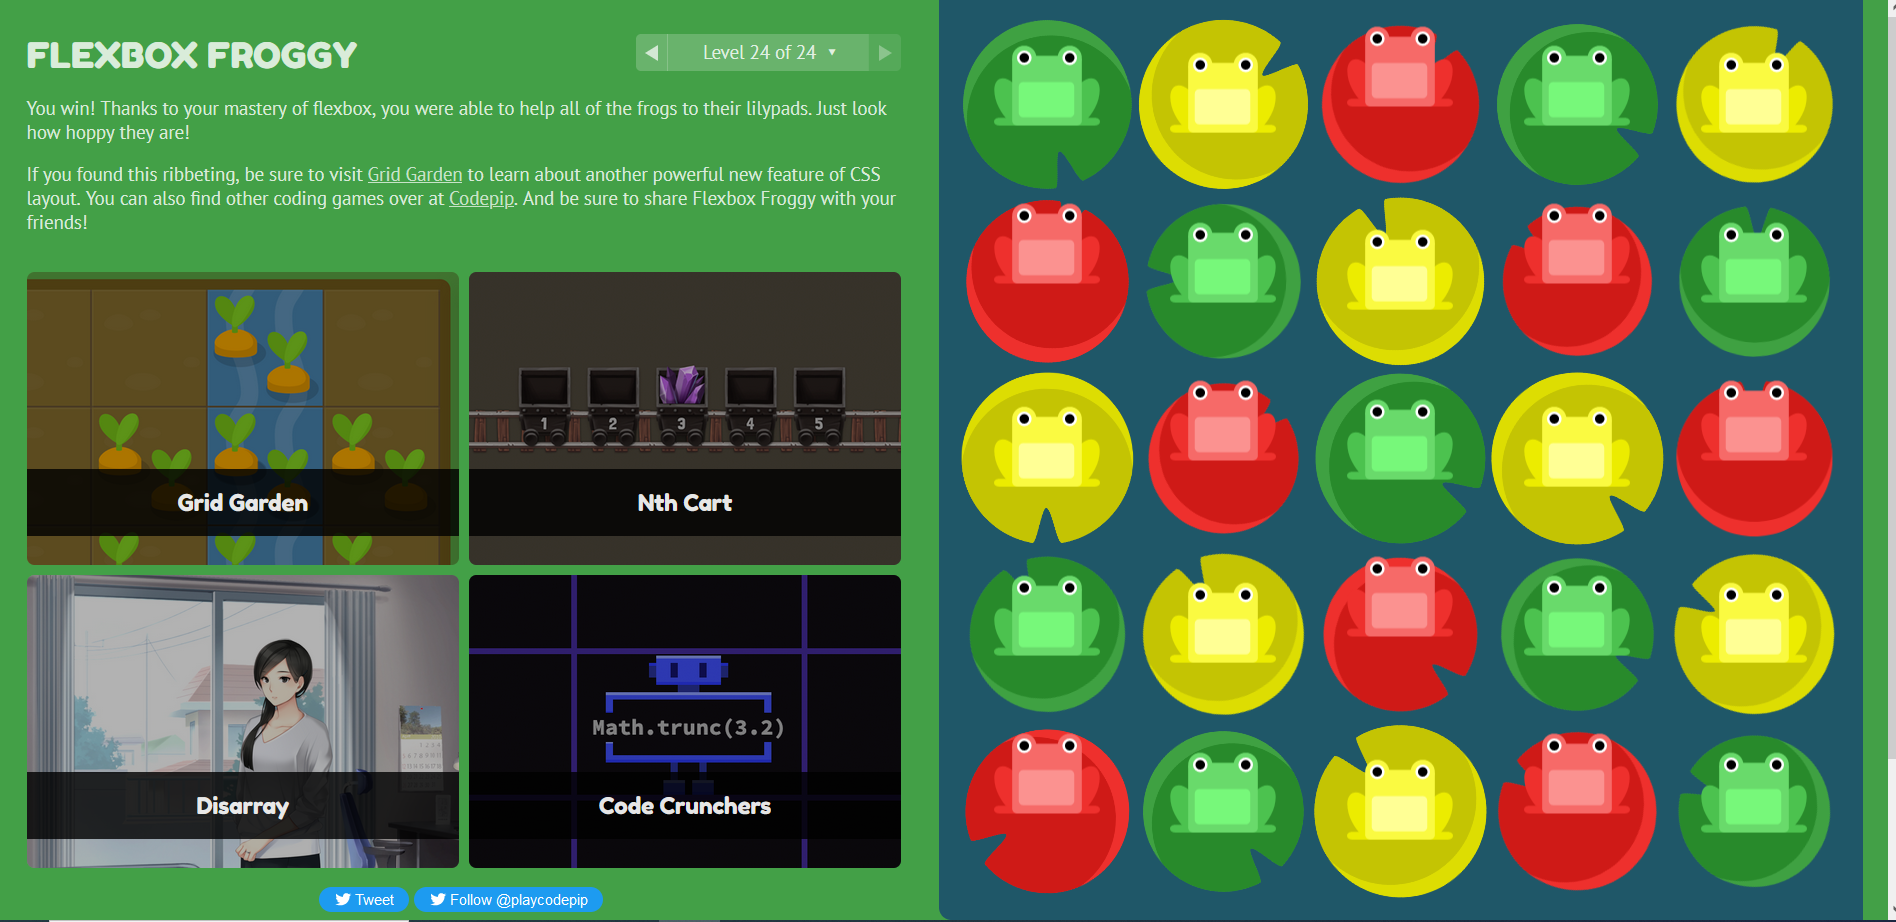 FLEXBOX FROGGY
◀ Level 24 of 24 ▼ ▶
You win! Thanks to your mastery of flexbox, you were able to help all of the frogs to their lilypads. Just look
how hoppy they are!
If you found this ribbeting, be sure to visit Grid Garden to learn about another powerful new feature of CSS
layout. You can also find other coding games over at Codepip. And be sure to share Flexbox Froggy with your
friends!
Grid Garden
1 2 3 4 5
Nth Cart
Disarray
Math.trunc(3.2)
Code Crunchers
Tweet
Follow @playcodepip